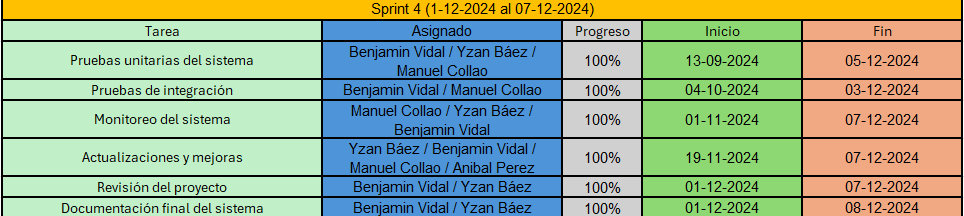 Sprint 4 (1-12-2024 al 07-12-2024)
Tarea Asignado Progreso Inicio Fin
Pruebas unitarias del sistema Benjamin Vidal / Yzan Báez / Manuel Collao 100% 13-09-2024 05-12-2024
Pruebas de integración Benjamin Vidal / Manuel Collao 100% 04-10-2024 03-12-2024
Monitoreo del sistema Manuel Collao / Yzan Báez / Benjamin Vidal 100% 01-11-2024 07-12-2024
Actualizaciones y mejoras Yzan Báez / Benjamin Vidal / Manuel Collao / Anibal Perez 100% 19-11-2024 07-12-2024
Revisión del proyecto Benjamin Vidal / Yzan Báez 100% 01-12-2024 07-12-2024
Documentación final del sistema Benjamin Vidal / Yzan Báez 100% 01-12-2024 08-12-2024